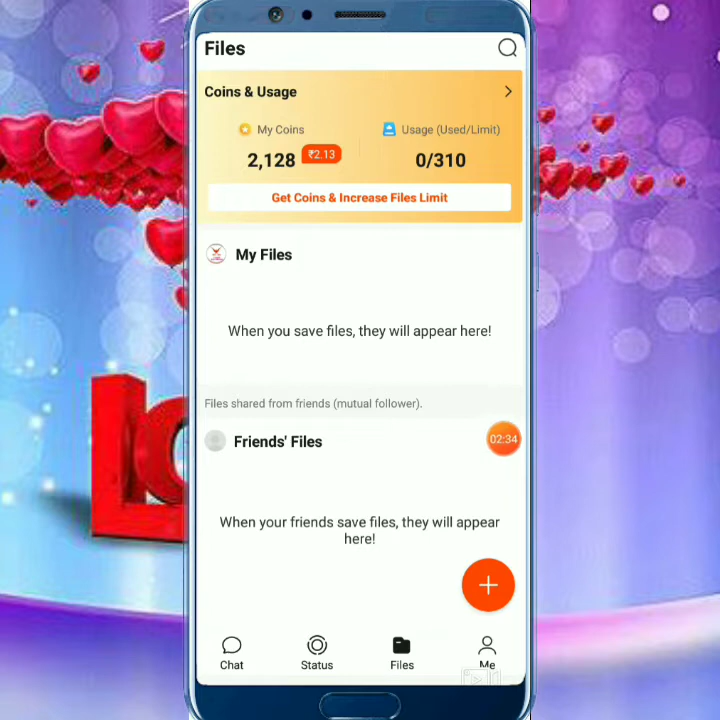 Files
Coins & Usage
My Coins
Usage (Used/Limit)
2,128
₹2.13
0/310
Get Coins & Increase Files Limit
My Files
When you save files, they will appear here!
Files shared from friends (mutual follower).
Friends' Files
02:34
When your friends save files, they will appear
here!
Chat
Status
Files
Me